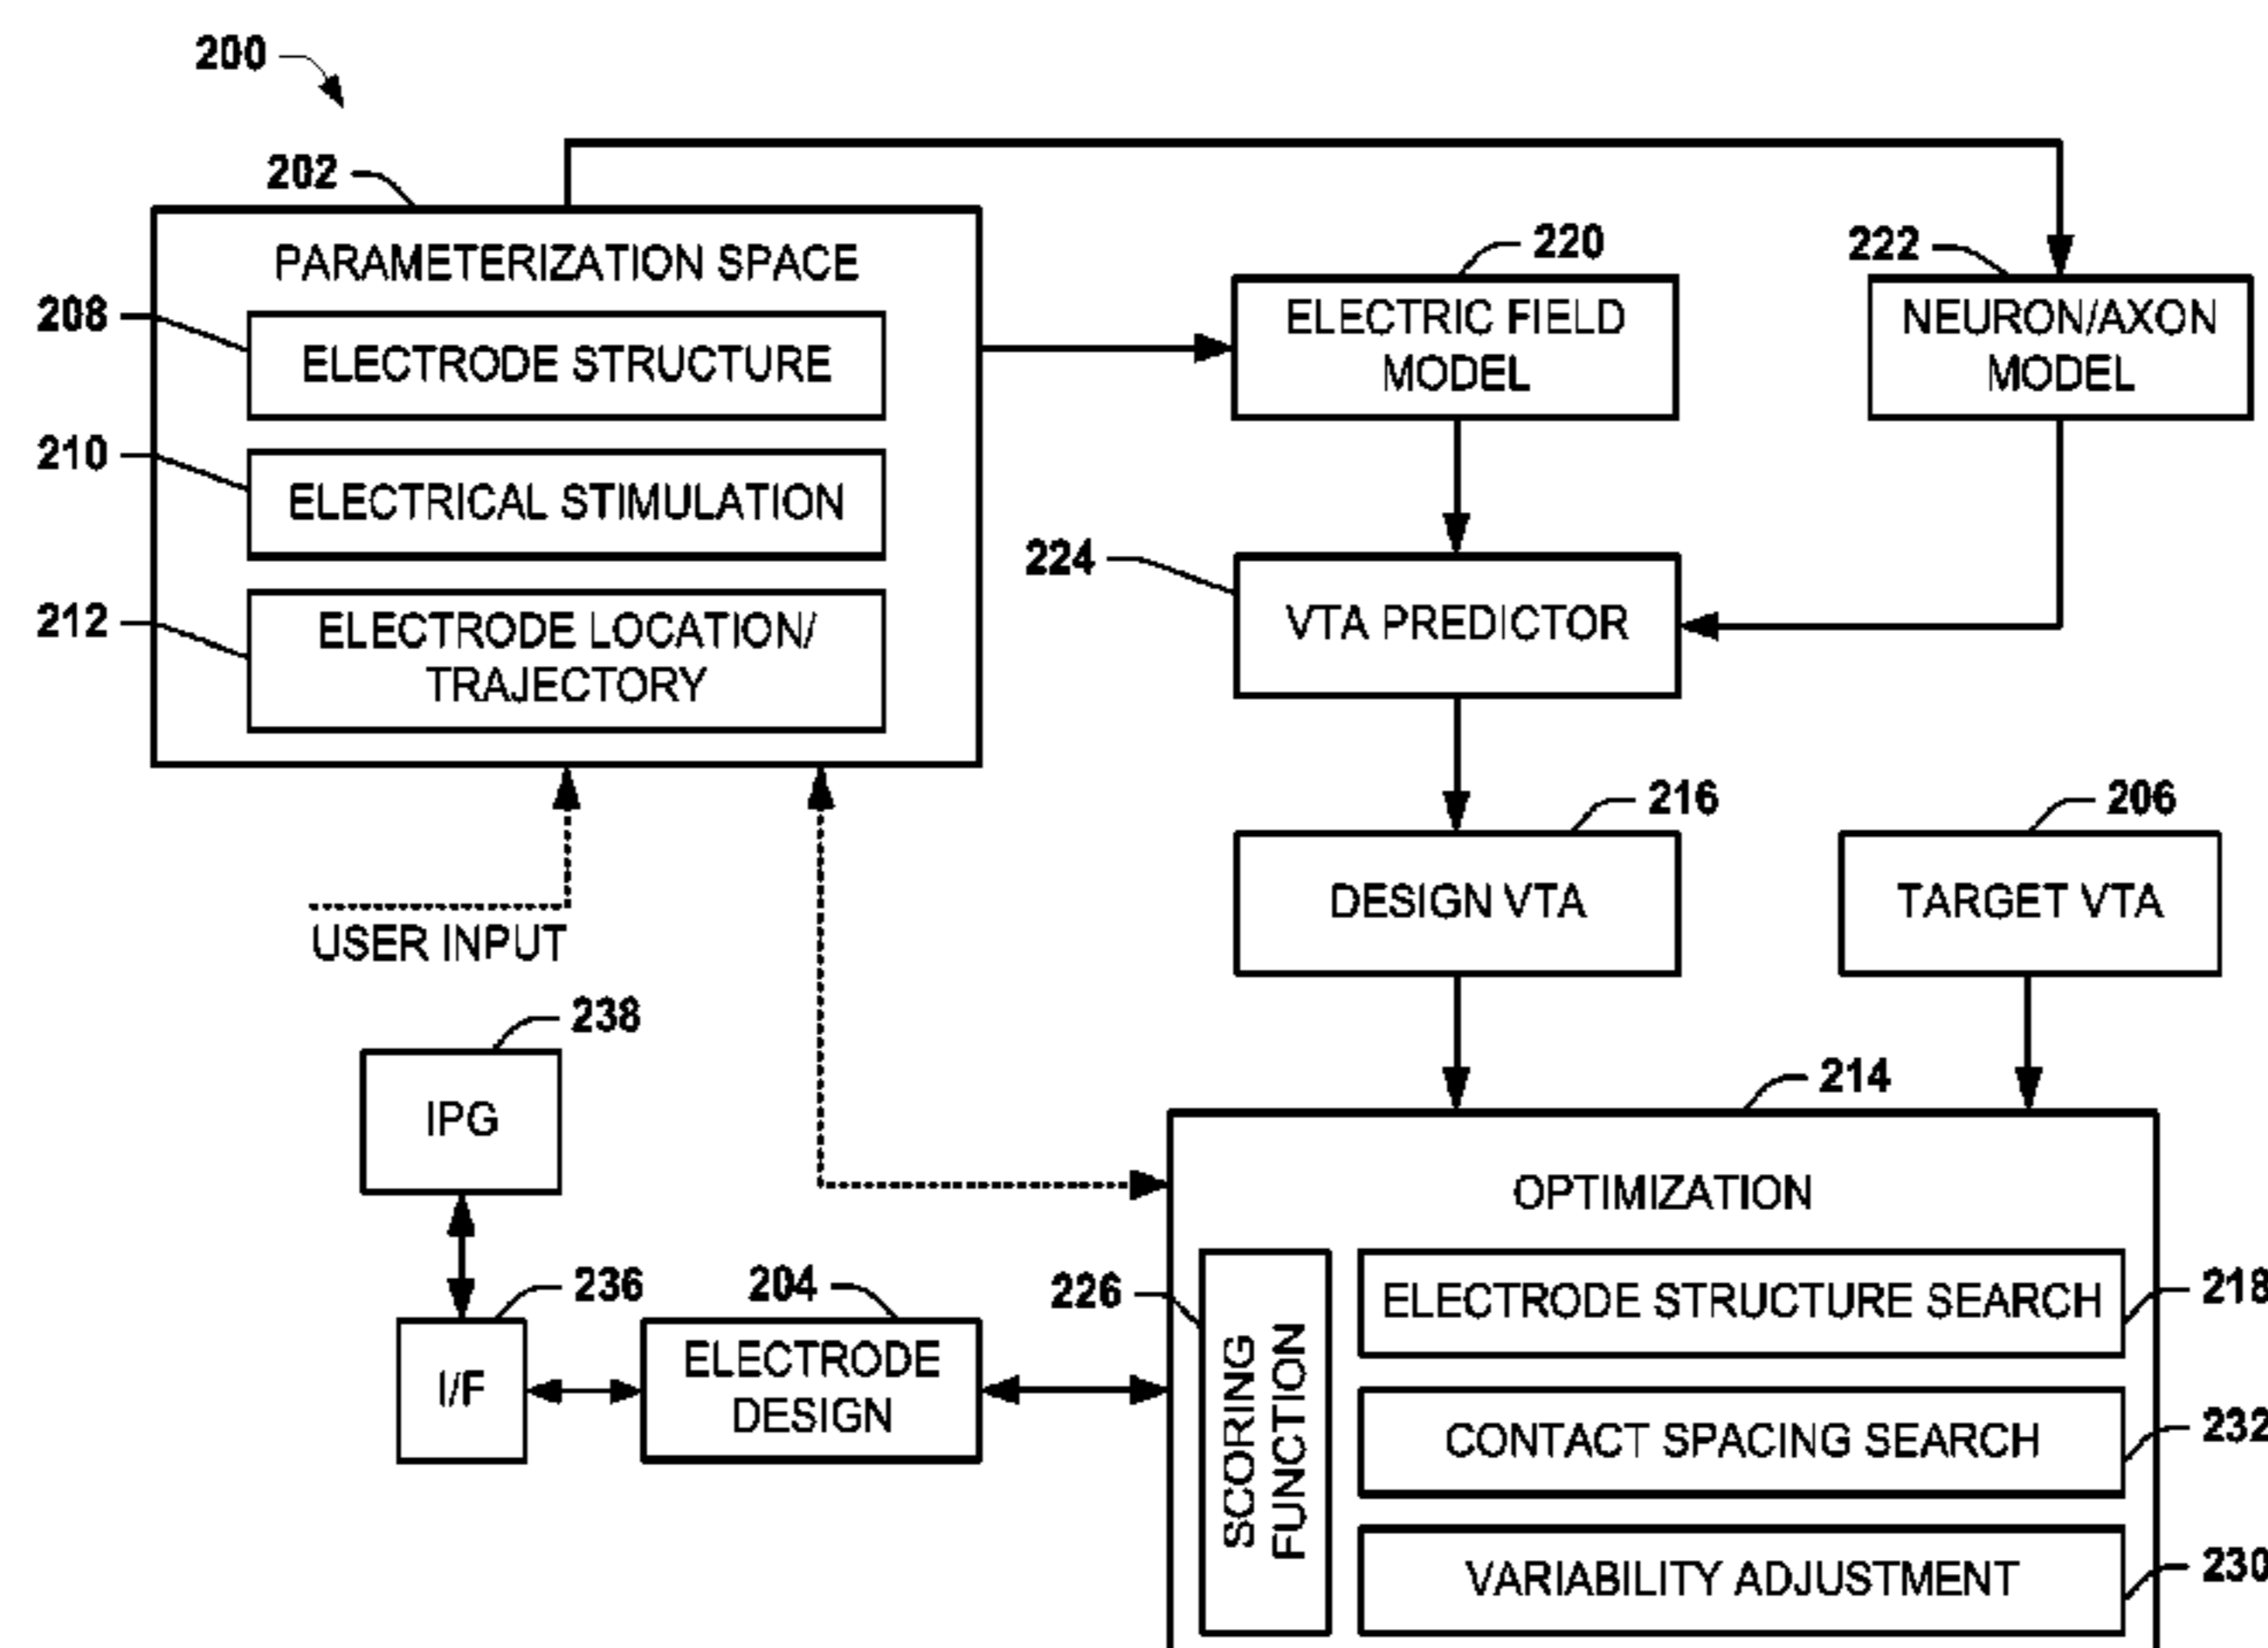 200
202
PARAMETERIZATION SPACE
208
ELECTRODE STRUCTURE
210
ELECTRICAL STIMULATION
212
ELECTRODE LOCATION/
TRAJECTORY
220
ELECTRIC FIELD
MODEL
222
NEURON/AXON
MODEL
224
VTA PREDICTOR
216
DESIGN VTA
206
TARGET VTA
USER INPUT
238
IPG
236
I/F
204
ELECTRODE
DESIGN
214
OPTIMIZATION
226
SCORING
FUNCTION
ELECTRODE STRUCTURE SEARCH
218
CONTACT SPACING SEARCH
232
VARIABILITY ADJUSTMENT
230